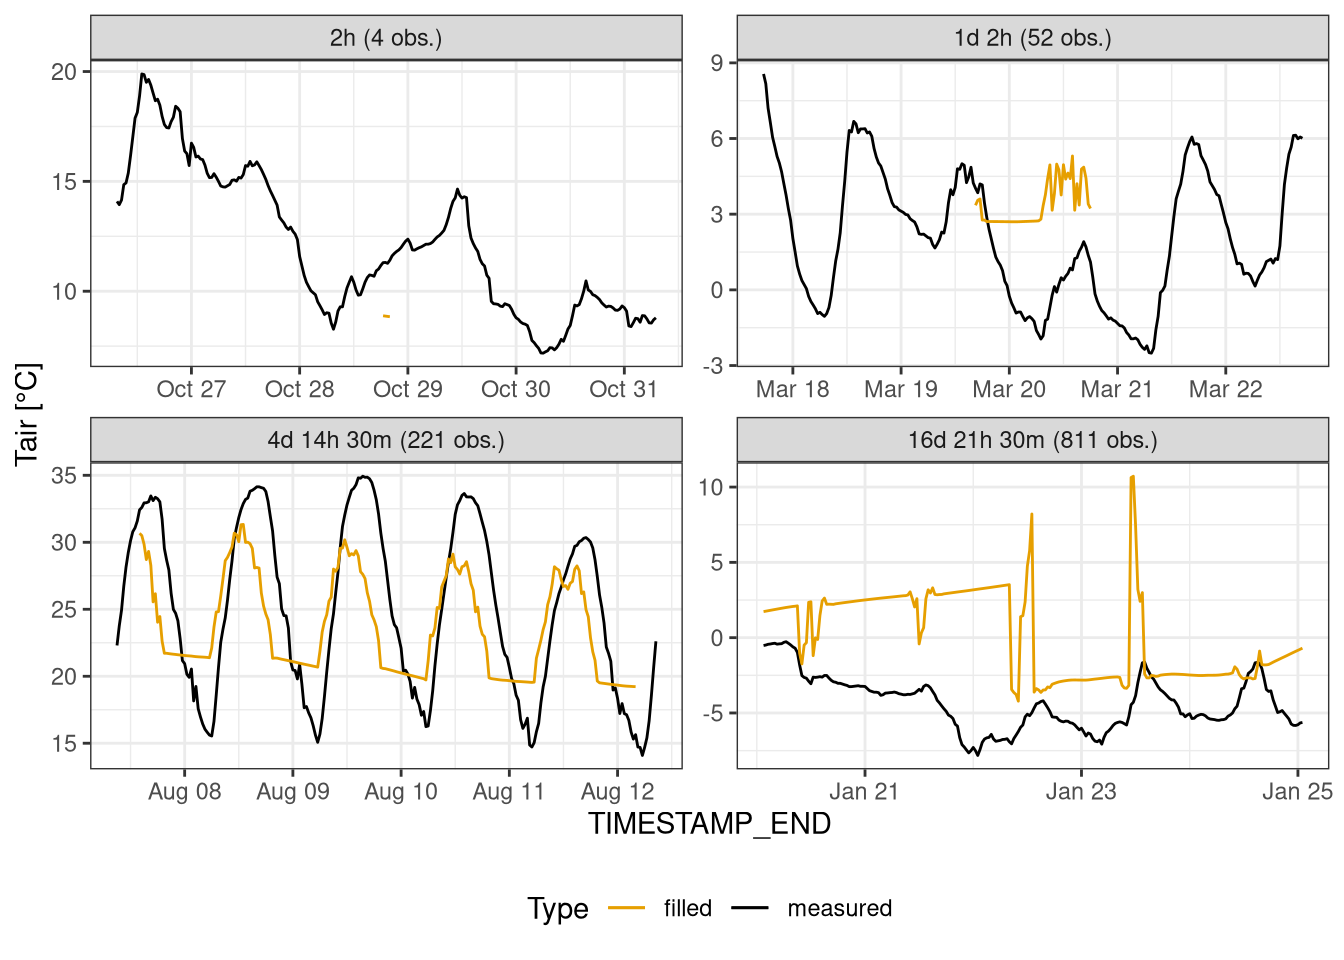 2h (4 obs.)
1d 2h (52 obs.)
20
15
10
9
6
3
0
-3
Oct 27 Oct 28 Oct 29 Oct 30 Oct 31
Mar 18 Mar 19 Mar 20 Mar 21 Mar 22
Tair [°C]
4d 14h 30m (221 obs.)
16d 21h 30m (811 obs.)
35
30
25
20
15
10
5
0
-5
Aug 08 Aug 09 Aug 10 Aug 11 Aug 12
Jan 21 Jan 23 Jan 25
TIMESTAMP_END
Type filled measured